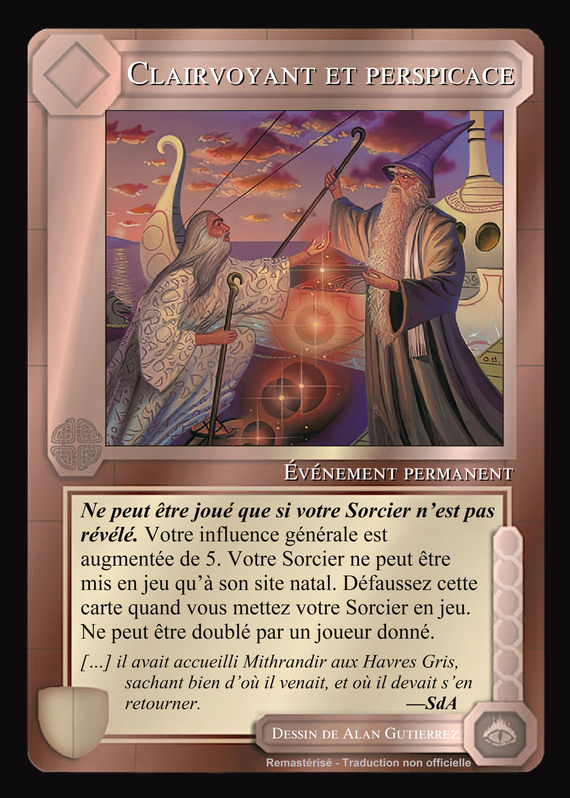 Clairvoyant et perspicace
Événement permanent
Ne peut être joué que si votre Sorcier n'est pas
révélé. Votre influence générale est
augmentée de 5. Votre Sorcier ne peut être
mis en jeu qu'à son site natal. Défaussez cette
carte quand vous mettez votre Sorcier en jeu.
Ne peut être doublé par un joueur donné.
[…] il avait accueilli Mithrandir aux Havres Gris,
sachant bien d'où il venait, et où il devait s'en
retourner. —SdA
Dessin de Alan Gutierrez
Remastérisé - Traduction non officielle